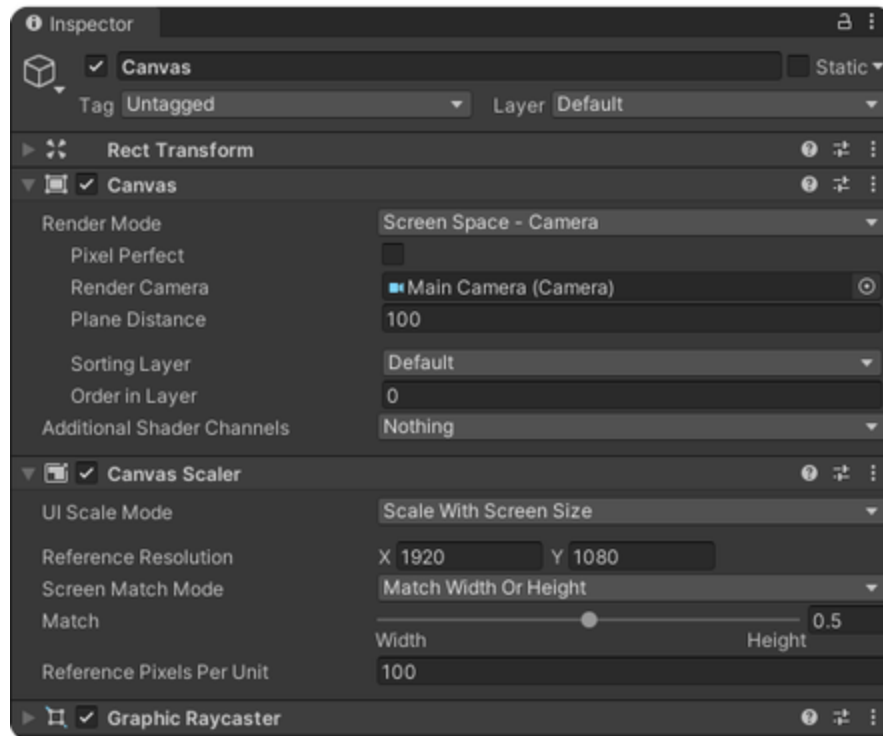 Inspector
Canvas
Static
Tag Untagged Layer Default
Rect Transform
Canvas
Render Mode Screen Space - Camera
Pixel Perfect
Render Camera Main Camera (Camera)
Plane Distance 100
Sorting Layer Default
Order in Layer 0
Additional Shader Channels Nothing
Canvas Scaler
UI Scale Mode Scale With Screen Size
Reference Resolution X 1920 Y 1080
Screen Match Mode Match Width Or Height
Match 0.5
Width Height
Reference Pixels Per Unit 100
Graphic Raycaster